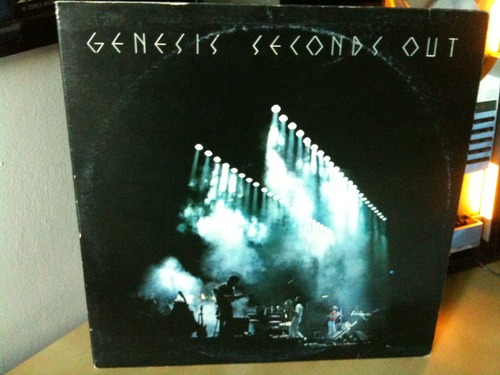 GENESIS SECONDS OUT